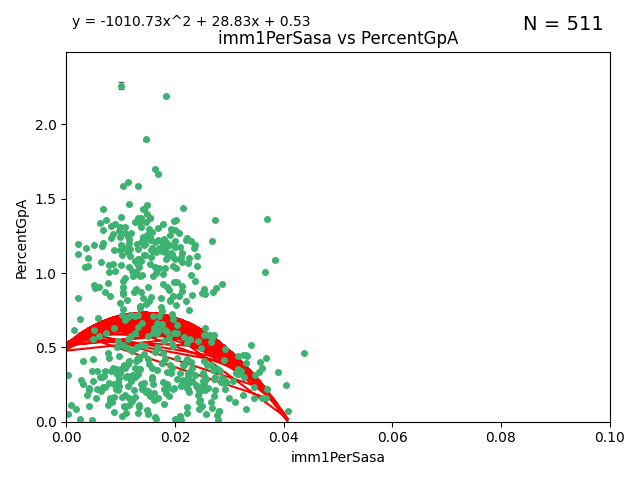 y = -1010.73x^2 + 28.83x + 0.53
N = 511
imm1PerSasa vs PercentGpA
PercentGpA
2.0
1.5
1.0
0.5
0.0
0.00 0.02 0.04 0.06 0.08 0.10
imm1PerSasa